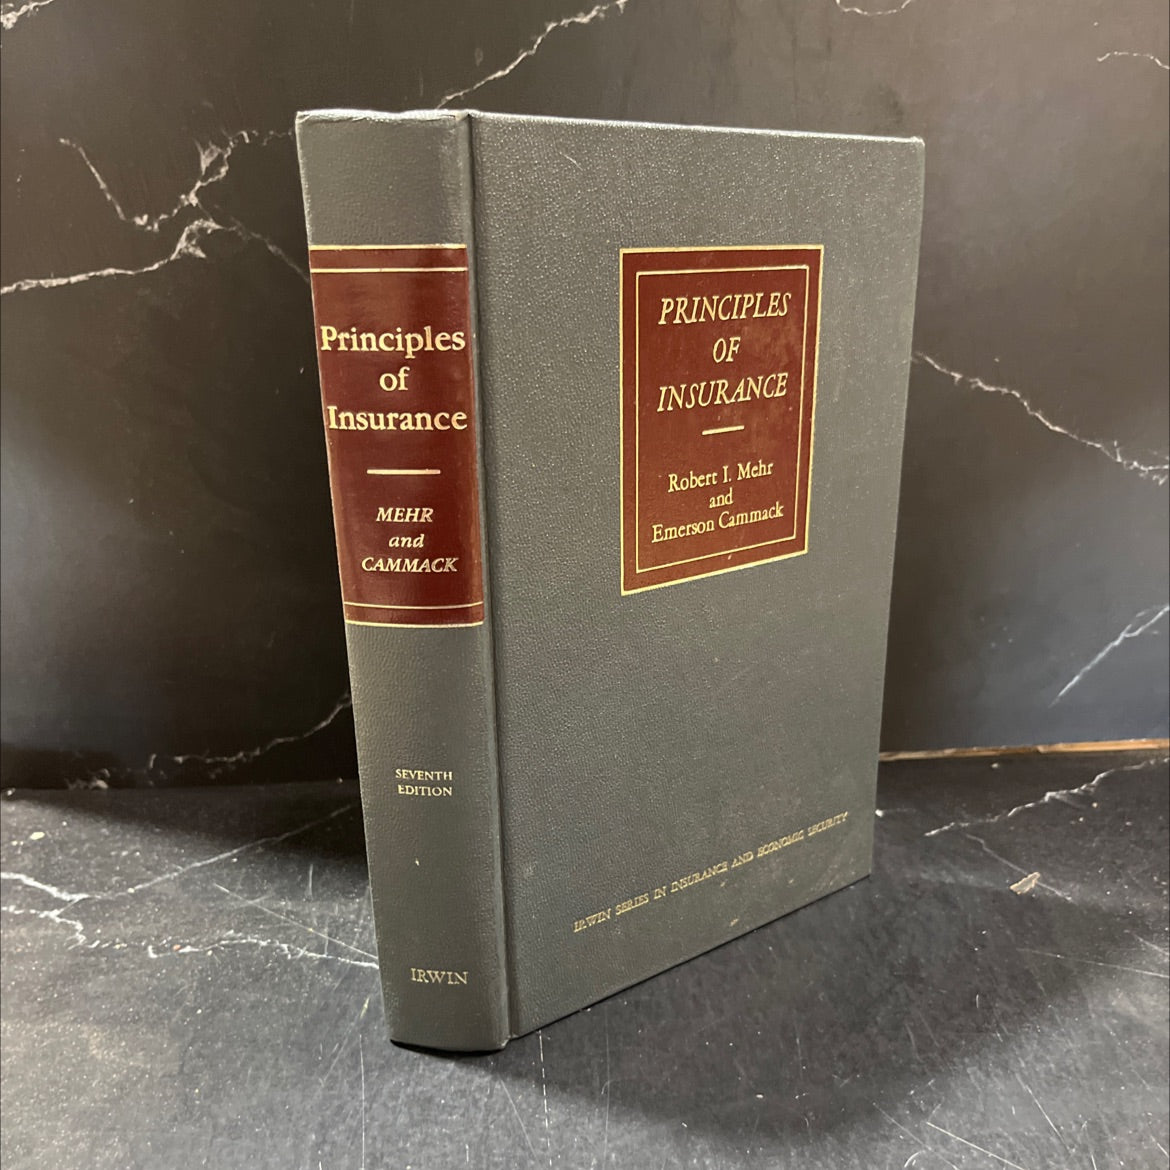 Principles
of
Insurance
MEHR
and
CAMMACK
SEVENTH
EDITION
IRWIN
PRINCIPLES
OF
INSURANCE
Robert I. Mehr
and
Emerson Cammack
IRWIN SERIES IN INSURANCE AND ECONOMIC SECURITY